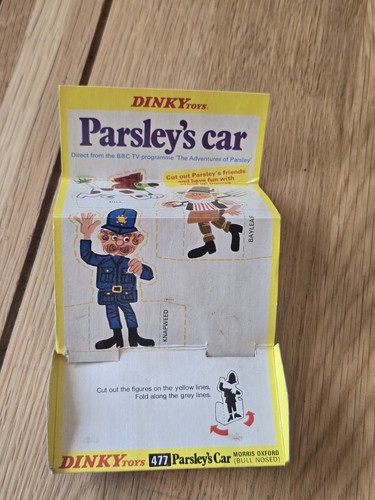 DINKY TOYS
Parsley's car
Direct from the BBC TV programme 'The Adventures of Parsley'
Cut out Parsley's friends
and have fun with
BAYLEAF
KNAPWEED
Cut out the figures on the yellow lines.
Fold along the grey lines.
DINKY TOYS 477 Parsley's Car MORRIS OXFORD
(BULL NOSED)